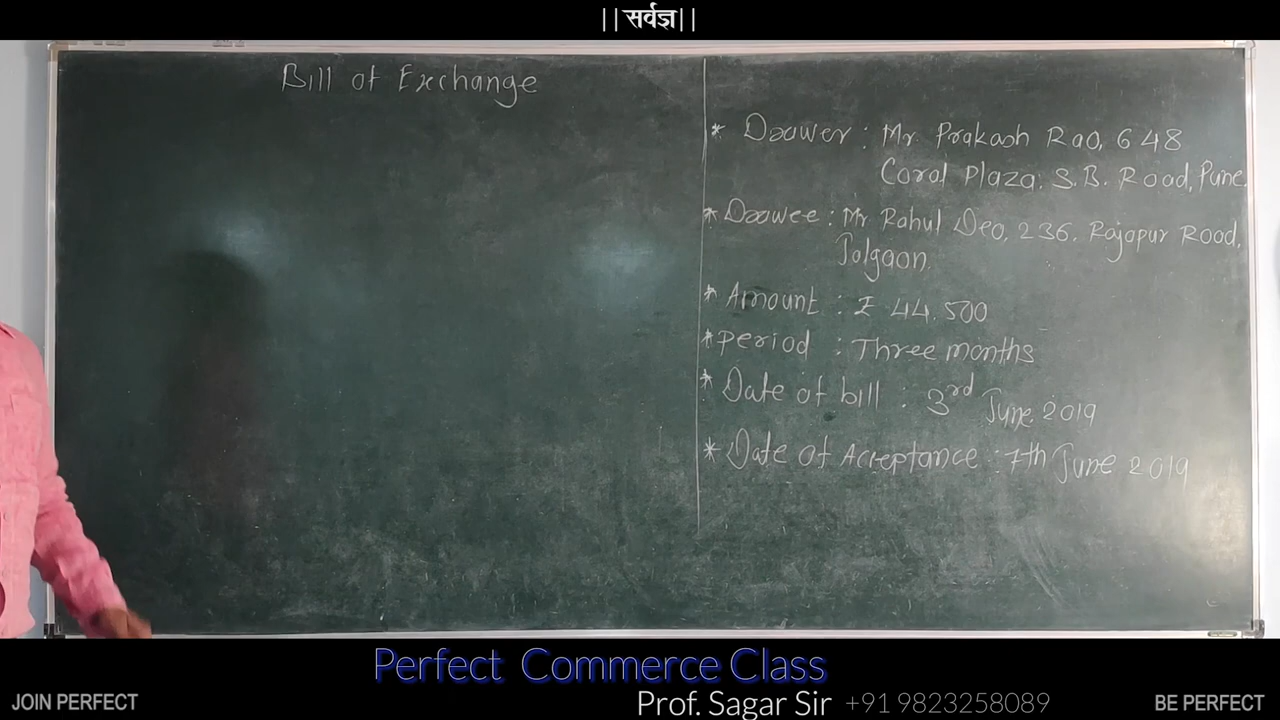 ||सर्वज्ञ||
Bill of Exchange
* Drawer : Mr. Prakash Rao, 648
Coral Plaza, S.B. Road, Pune.
* Drawee : Mr Rahul Deo, 236, Rajapur Road,
Jalgaon.
* Amount : ₹ 44,500
* Period : Three months
* Date of bill : 3rd June 2019
* Date of Acceptance : 7th June 2019
Perfect Commerce Class
Prof. Sagar Sir +91 9823258089
JOIN PERFECT
BE PERFECT